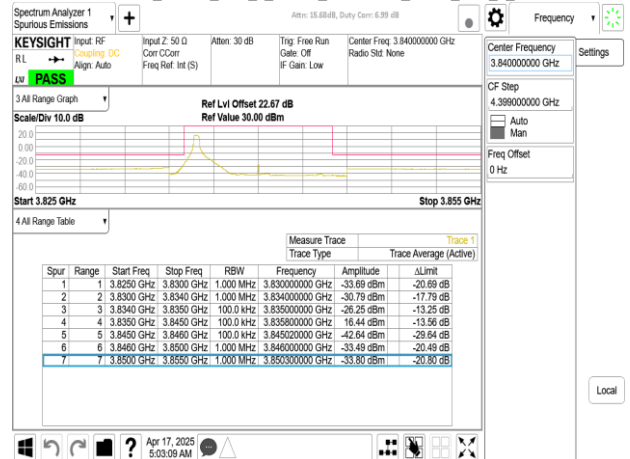 Spectrum Analyzer 1
Spurious Emissions
Attn: 15.68dB, Duty Corr: 6.99 dB
Frequency
KEYSIGHT
R L
LXI
PASS
Input: RF
Coupling: DC
Align: Auto
Input Z: 50 Ω
Corr CCorr
Freq Ref: Int (S)
Atten: 30 dB
Trig: Free Run
Gate: Off
IF Gain: Low
Center Freq: 3.840000000 GHz
Radio Std: None
Center Frequency
3.840000000 GHz
Settings
CF Step
4.399000000 GHz
Auto
Man
Freq Offset
0 Hz
3 All Range Graph
Scale/Div 10.0 dB
Ref Lvl Offset 22.67 dB
Ref Value 30.00 dBm
20.0
0.00
-20.0
-40.0
-60.0
Start 3.825 GHz
Stop 3.855 GHz
4 All Range Table
Measure Trace Trace 1
Trace Type Trace Average (Active)
Spur Range Start Freq Stop Freq RBW Frequency Amplitude ΔLimit
1 1 3.8250 GHz 3.8300 GHz 1.000 MHz 3.830000000 GHz -33.69 dBm -20.69 dB
2 2 3.8300 GHz 3.8340 GHz 1.000 MHz 3.834000000 GHz -30.79 dBm -17.79 dB
3 3 3.8340 GHz 3.8350 GHz 100.0 kHz 3.835000000 GHz -26.25 dBm -13.25 dB
4 4 3.8350 GHz 3.8450 GHz 100.0 kHz 3.835800000 GHz 16.44 dBm -13.56 dB
5 5 3.8450 GHz 3.8460 GHz 100.0 kHz 3.845020000 GHz -42.64 dBm -29.64 dB
6 6 3.8460 GHz 3.8500 GHz 1.000 MHz 3.846000000 GHz -33.49 dBm -20.49 dB
7 7 3.8500 GHz 3.8550 GHz 1.000 MHz 3.850300000 GHz -33.80 dBm -20.80 dB
Local
?
Apr 17, 2025
5:03:09 AM